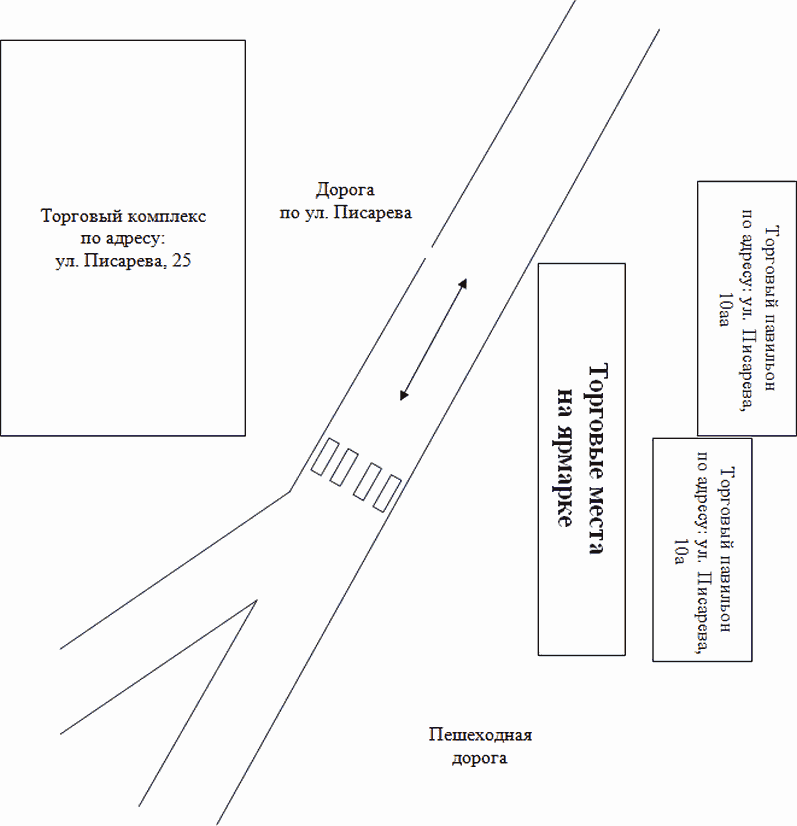 Торговый комплекс
по адресу:
ул. Писарева, 25
Дорога
по ул. Писарева
Торговый павильон
по адресу: ул. Писарева,
10аа
Торговые места
на ярмарке
Торговый павильон
по адресу: ул. Писарева,
10а
Пешеходная
дорога